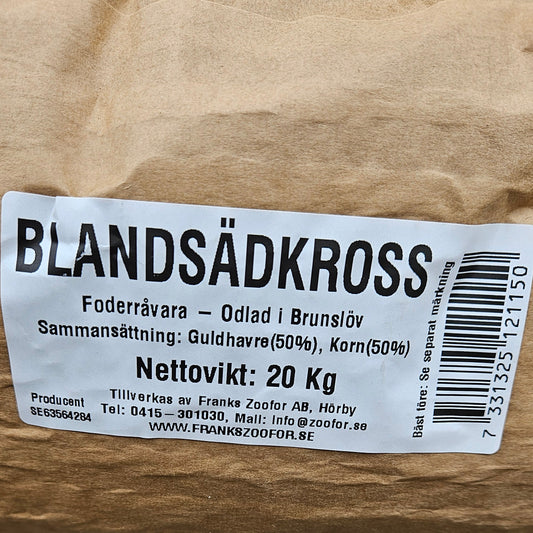 BLANDSÄDKROSS
Foderråvara – Odlad i Brunslöv
Sammansättning: Guldhavre(50%), Korn(50%)
Nettovikt: 20 Kg
Producent
SE63564284
Tillverkas av Franks Zoofor AB, Hörby
Tel: 0415–301030, Mail: info@zoofor.se
WWW.FRANKSZOOFOR.SE
Bäst före: Se separat märkning
7 331325 121150